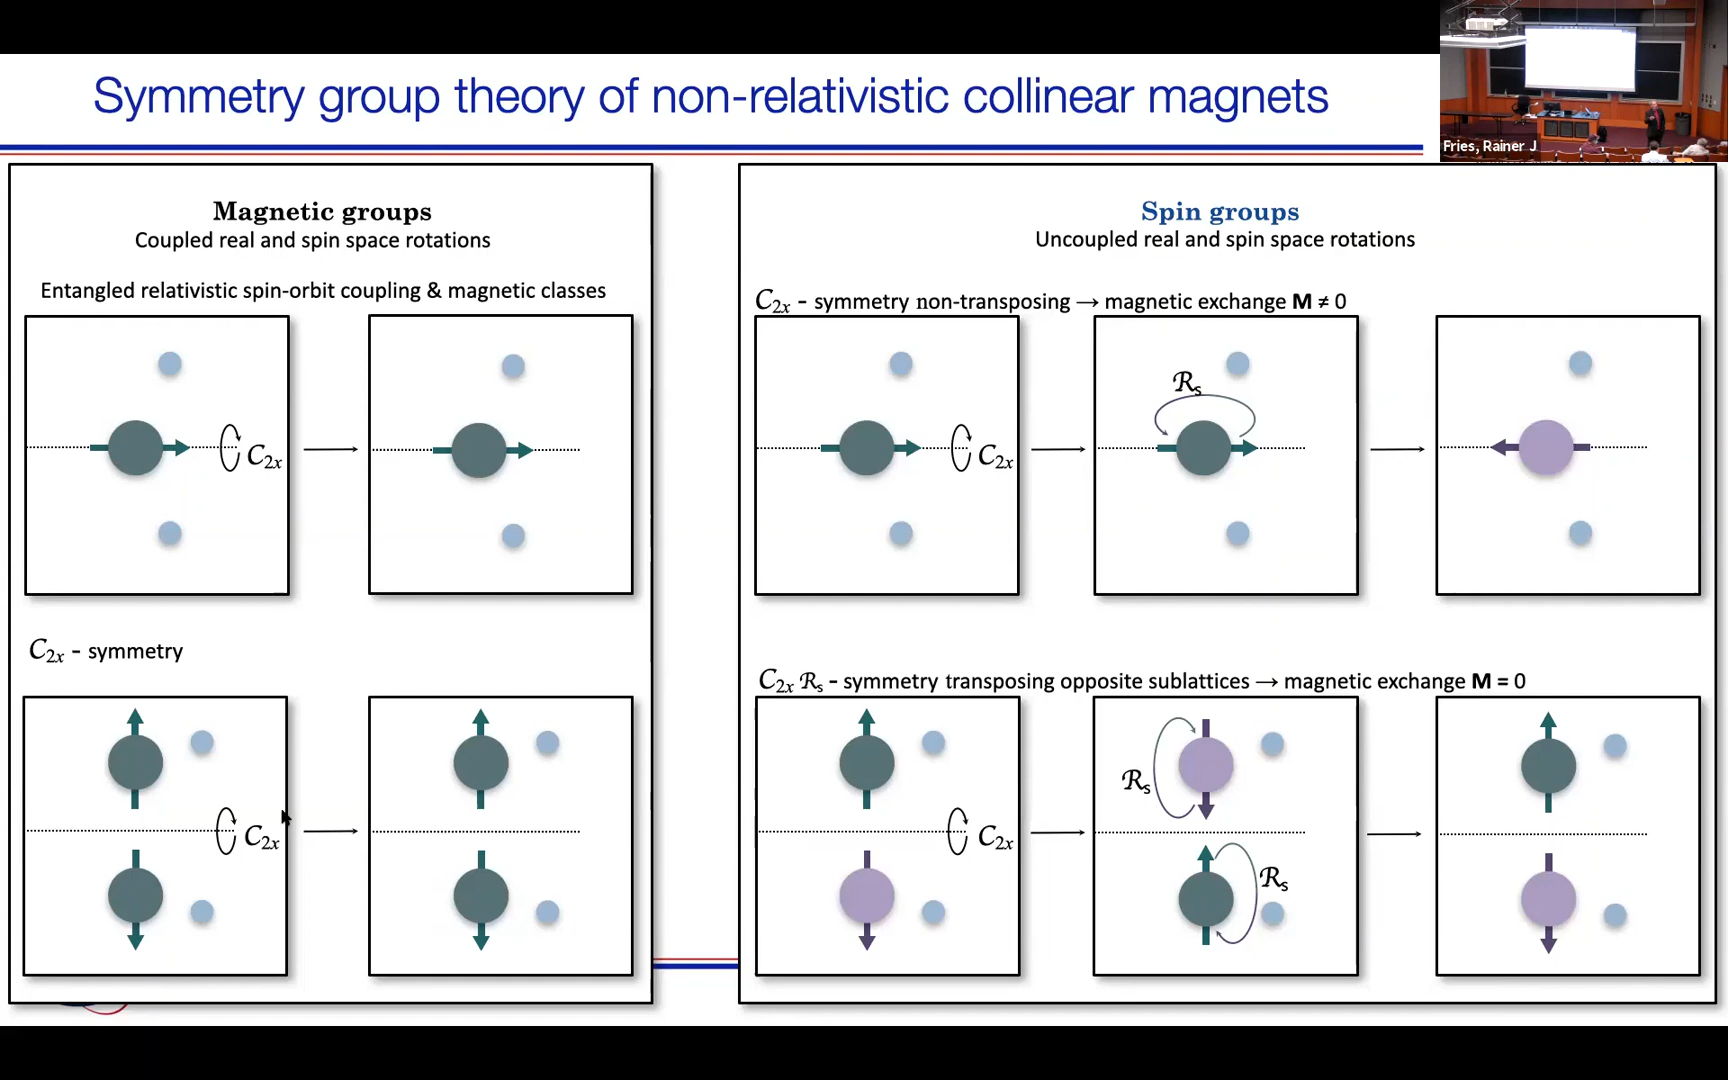 Symmetry group theory of non-relativistic collinear magnets
Fries, Rainer J
Magnetic groups
Coupled real and spin space rotations
Entangled relativistic spin-orbit coupling & magnetic classes
C2x
C2x - symmetry
C2x
Spin groups
Uncoupled real and spin space rotations
C2x - symmetry non-transposing → magnetic exchange M ≠ 0
C2x
Rs
C2x Rs - symmetry transposing opposite sublattices → magnetic exchange M = 0
C2x
Rs
Rs